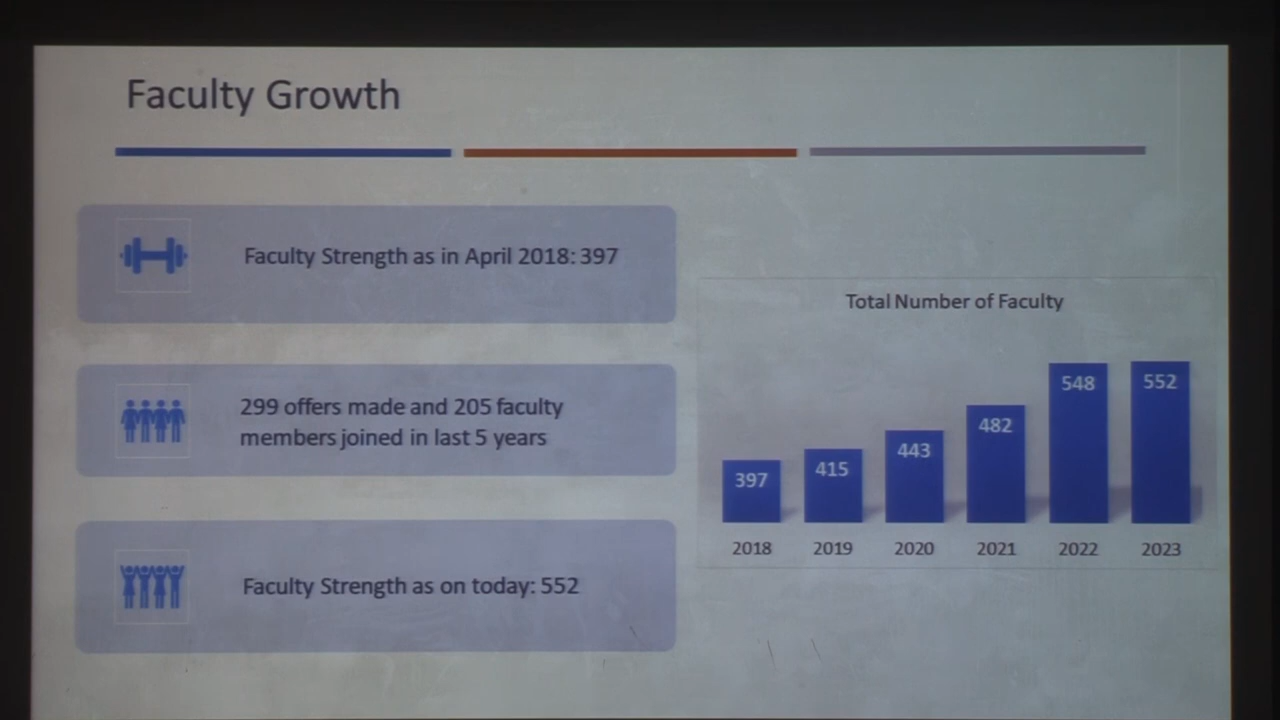 Faculty Growth
Faculty Strength as in April 2018: 397
299 offers made and 205 faculty
members joined in last 5 years
Faculty Strength as on today: 552
Total Number of Faculty
397
415
443
482
548
552
2018
2019
2020
2021
2022
2023